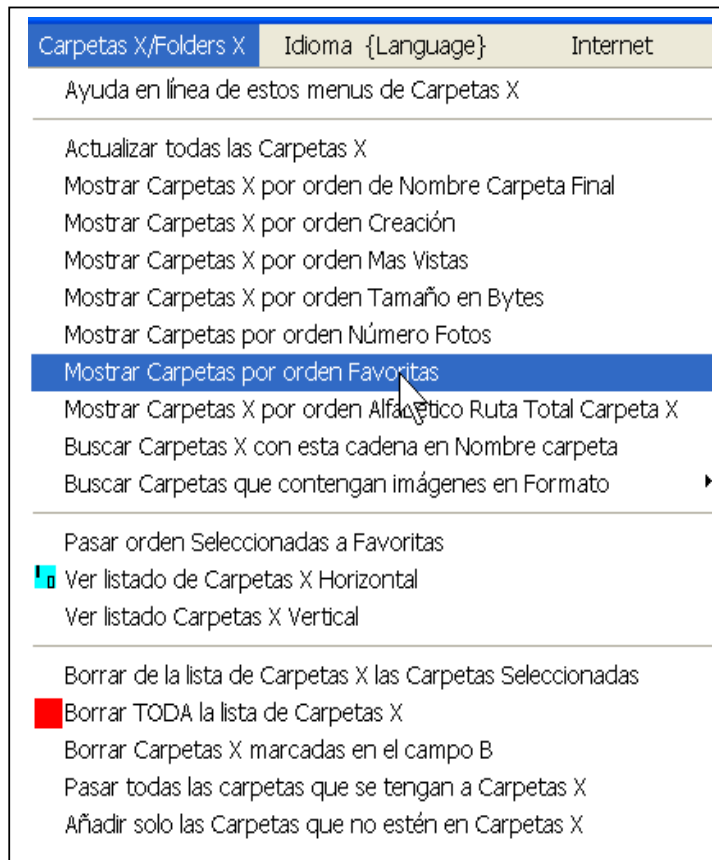 Carpetas X/Folders X Idioma {Language} Internet
Ayuda en línea de estos menus de Carpetas X
Actualizar todas las Carpetas X
Mostrar Carpetas X por orden de Nombre Carpeta Final
Mostrar Carpetas X por orden Creación
Mostrar Carpetas X por orden Mas Vistas
Mostrar Carpetas X por orden Tamaño en Bytes
Mostrar Carpetas por orden Número Fotos
Mostrar Carpetas por orden Favoritas
Mostrar Carpetas X por orden Alfabético Ruta Total Carpeta X
Buscar Carpetas X con esta cadena en Nombre carpeta
Buscar Carpetas que contengan imágenes en Formato
Pasar orden Seleccionadas a Favoritas
Ver listado de Carpetas X Horizontal
Ver listado Carpetas X Vertical
Borrar de la lista de Carpetas X las Carpetas Seleccionadas
Borrar TODA la lista de Carpetas X
Borrar Carpetas X marcadas en el campo B
Pasar todas las carpetas que se tengan a Carpetas X
Añadir solo las Carpetas que no estén en Carpetas X